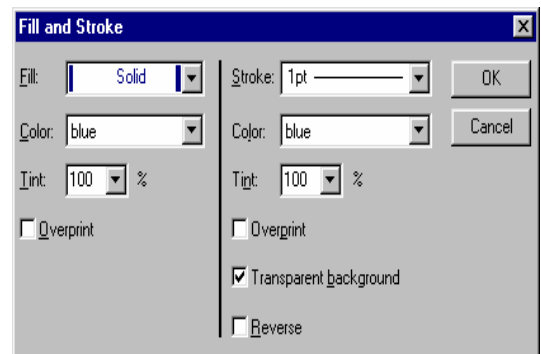 Fill and Stroke
Fill: Solid
Color: blue
Tint: 100 %
Overprint
Stroke: 1pt
Color: blue
Tint: 100 %
Overprint
Transparent background
Reverse
OK
Cancel